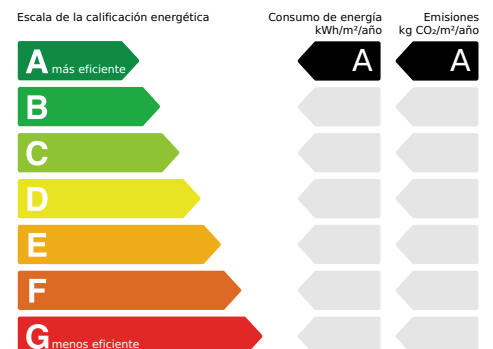 Escala de la calificación energética
Consumo de energía
kWh/m²/año
Emisiones
kg CO₂/m²/año
A más eficiente
A
A
B
C
D
E
F
G menos eficiente